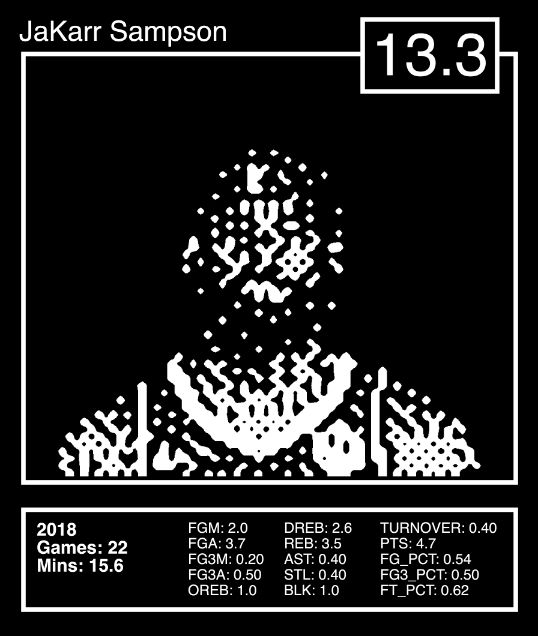 JaKarr Sampson
13.3
2018
Games: 22
Mins: 15.6
FGM: 2.0
FGA: 3.7
FG3M: 0.20
FG3A: 0.50
OREB: 1.0
DREB: 2.6
REB: 3.5
AST: 0.40
STL: 0.40
BLK: 1.0
TURNOVER: 0.40
PTS: 4.7
FG_PCT: 0.54
FG3_PCT: 0.50
FT_PCT: 0.62